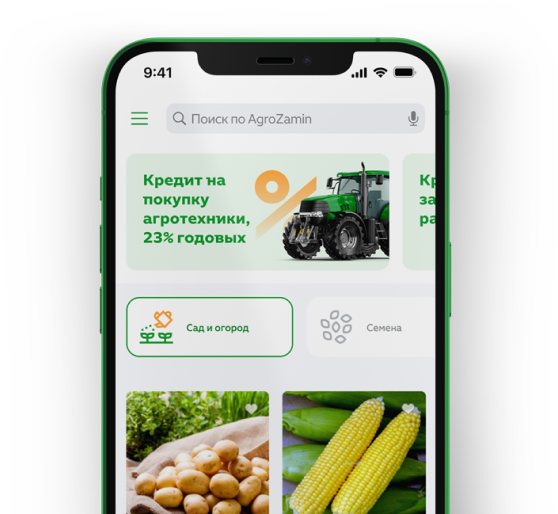 9:41
Поиск по AgroZamin
Кредит на
покупку
агротехники,
23% годовых
Кр
за
ра
Сад и огород
Семена